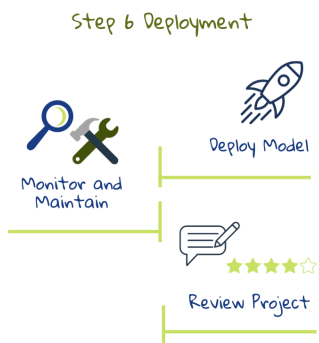 Step 6 Deployment
Deploy Model
Monitor and
Maintain
Review Project